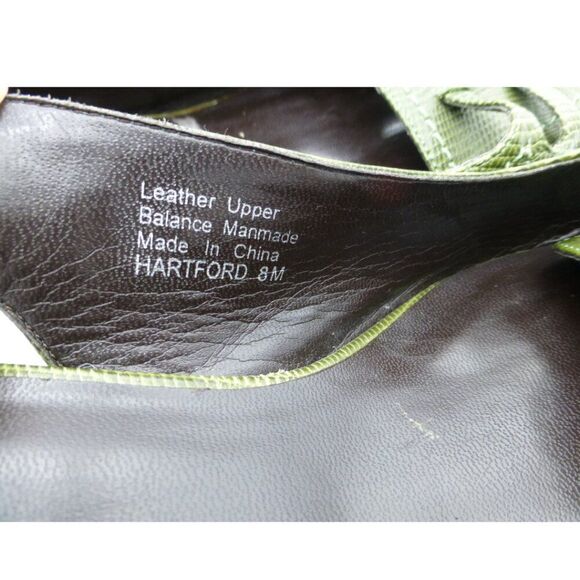 Leather Upper
Balance Manmade
Made In China
HARTFORD 8M